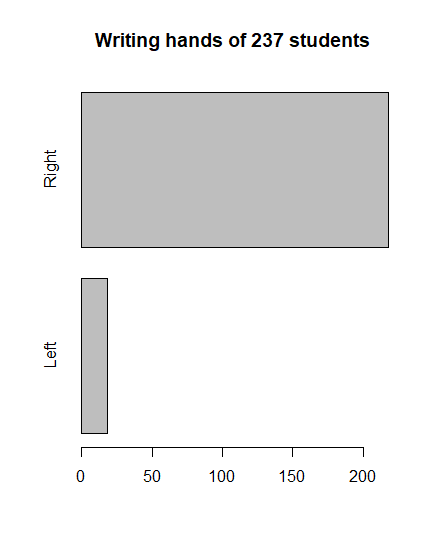 Writing hands of 237 students
Right
Left
0 50 100 150 200